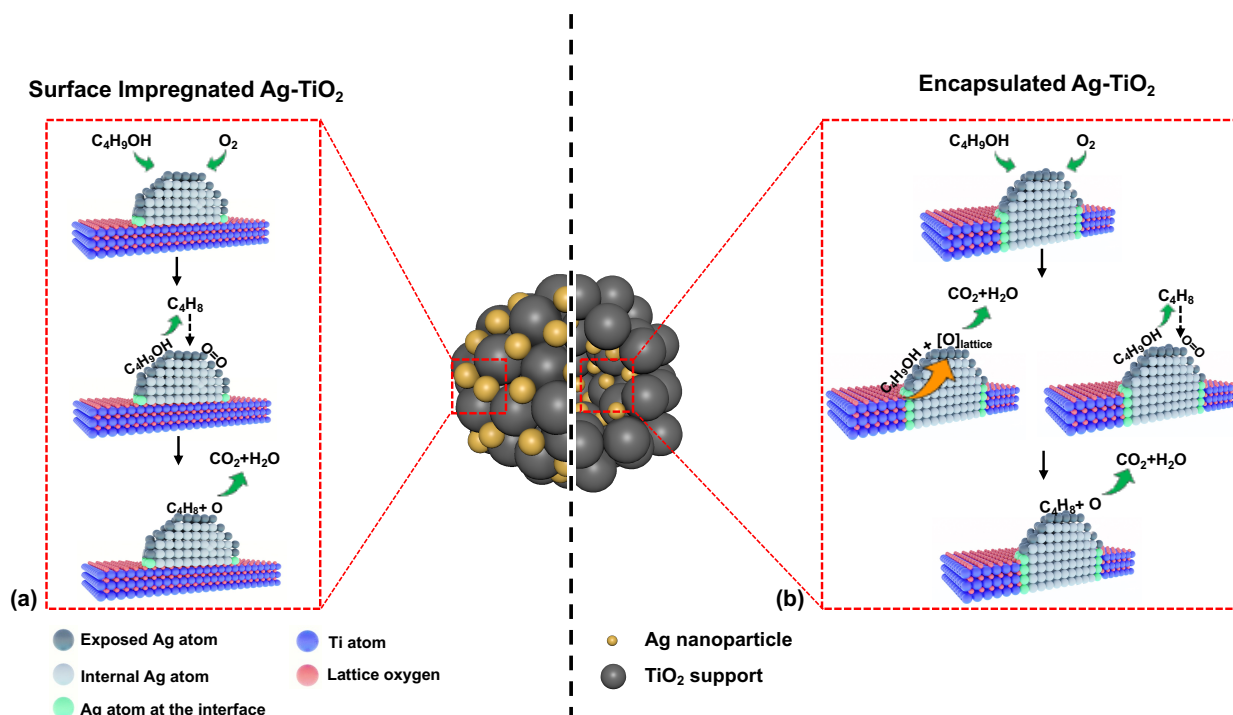 Surface Impregnated Ag-TiO₂
C₄H₉OH
O₂
C₄H₈
C₄H₉OH
O=O
CO₂+H₂O
C₄H₈+ O
(a)
Exposed Ag atom
Internal Ag atom
Ag atom at the interface
Ti atom
Lattice oxygen
Encapsulated Ag-TiO₂
C₄H₉OH
O₂
CO₂+H₂O
C₄H₉OH + [O]lattice
C₄H₈
C₄H₉OH
O=O
CO₂+H₂O
C₄H₈+ O
(b)
Ag nanoparticle
TiO₂ support